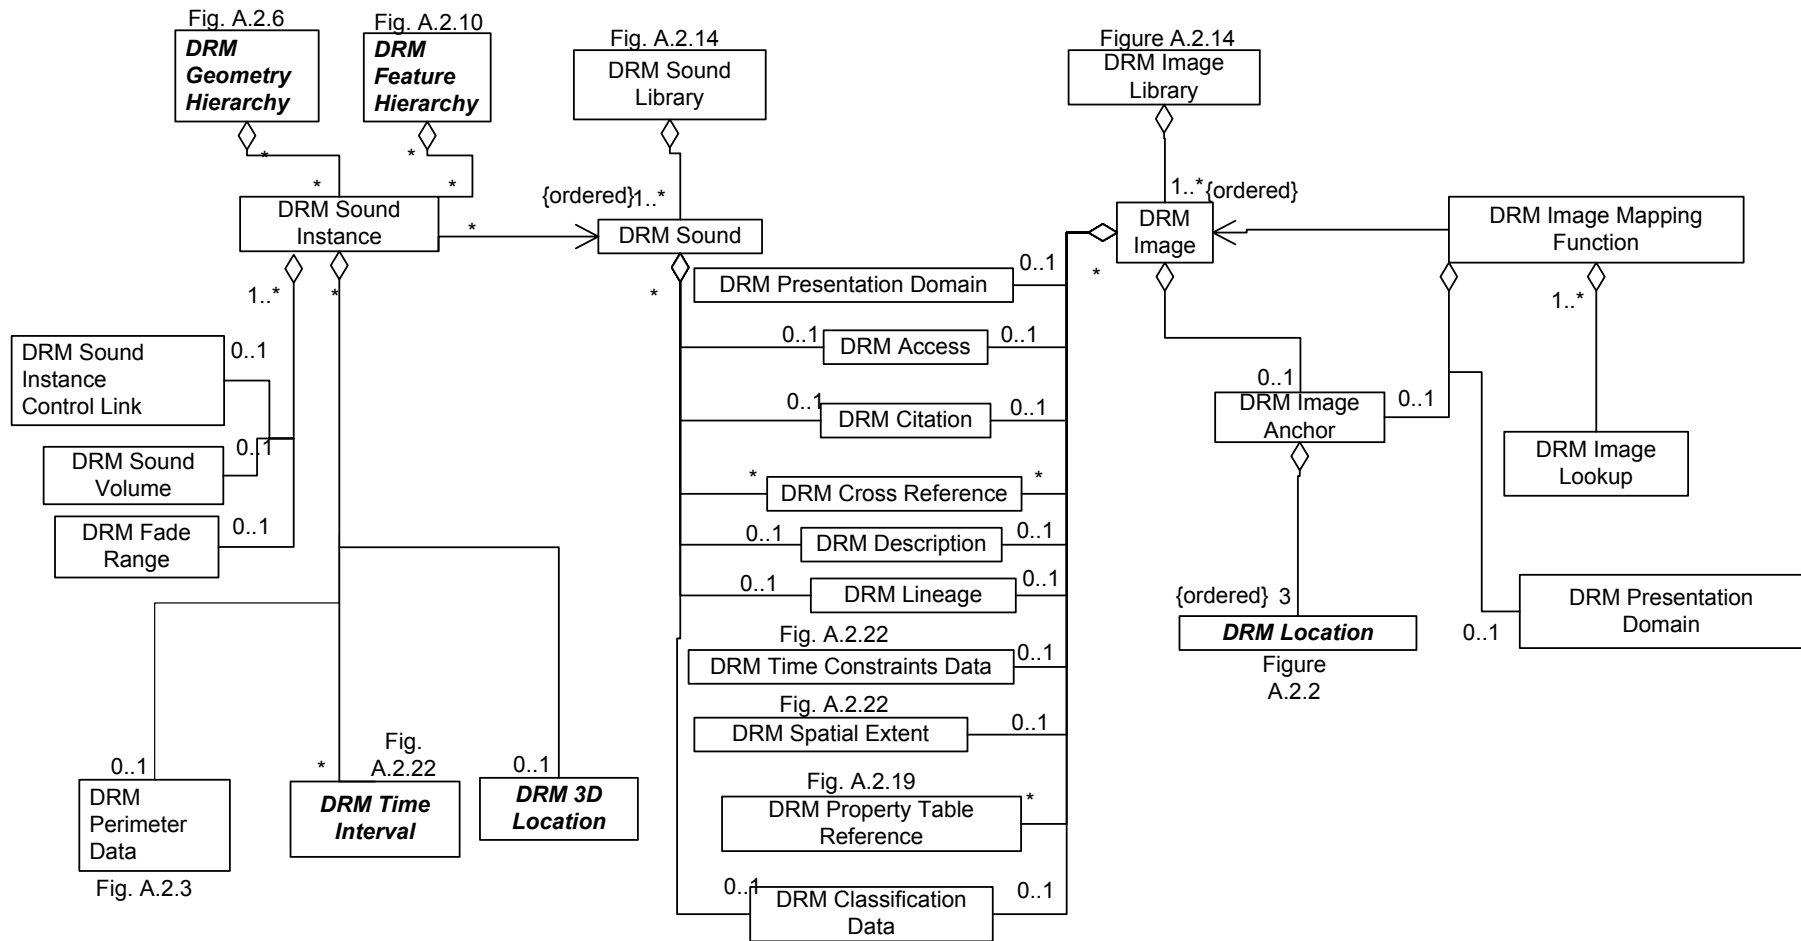 Fig. A.2.6
DRM
Geometry
Hierarchy
*
*
Fig. A.2.10
DRM
Feature
Hierarchy
*
*
Fig. A.2.14
DRM Sound
Library
{ordered}
1..*
Figure A.2.14
DRM Image
Library
1..*
{ordered}
DRM Sound
Instance
*
DRM Sound
DRM
Image
DRM Image Mapping
Function
1..*
*
*
*
1..*
DRM Sound
Instance
Control Link
0..1
DRM Sound
Volume
0..1
DRM Fade
Range
0..1
0..1
DRM
Perimeter
Data
Fig. A.2.3
*
Fig.
A.2.22
DRM Time
Interval
0..1
DRM 3D
Location
DRM Presentation Domain
0..1
0..1
DRM Access
0..1
0..1
DRM Citation
0..1
*
DRM Cross Reference
*
0..1
DRM Description
0..1
0..1
DRM Lineage
0..1
Fig. A.2.22
DRM Time Constraints Data
0..1
Fig. A.2.22
DRM Spatial Extent
0..1
Fig. A.2.19
DRM Property Table
Reference
*
0..1
DRM Classification
Data
0..1
0..1
DRM Image
Anchor
0..1
{ordered}
3
DRM Location
Figure
A.2.2
DRM Image
Lookup
0..1
DRM Presentation
Domain